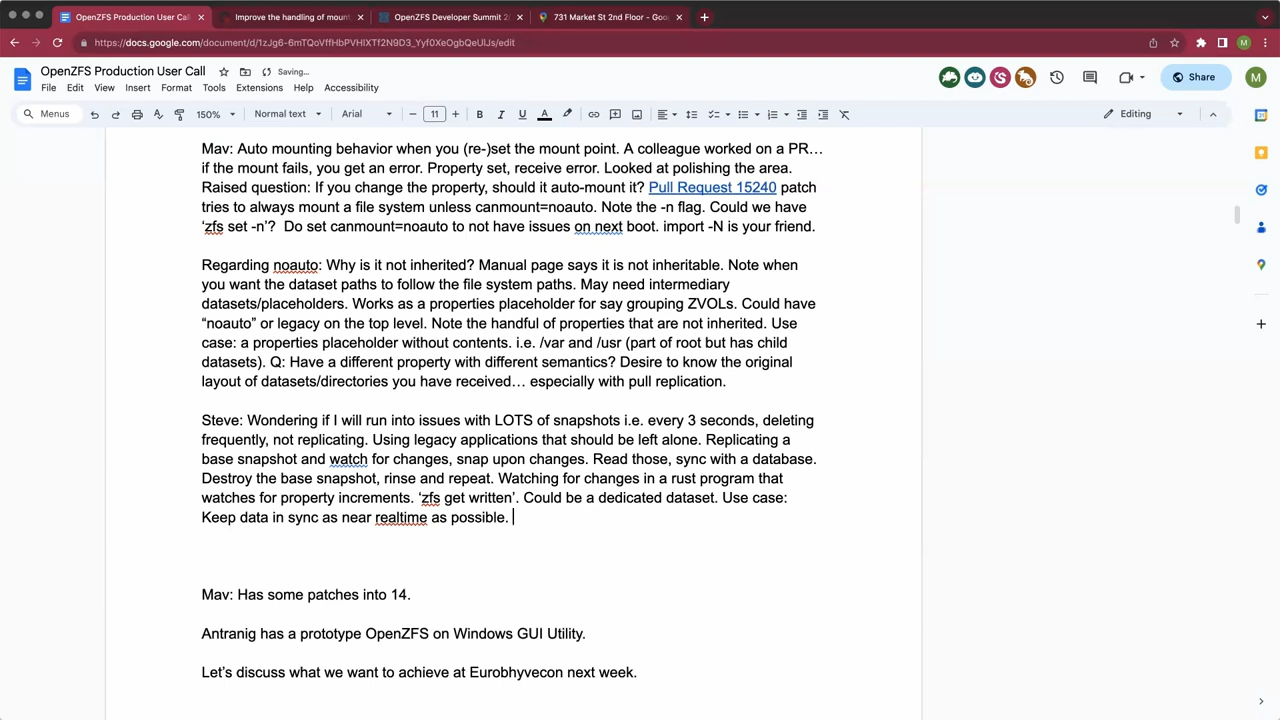 OpenZFS Production User Call
Improve the handling of mount
OpenZFS Developer Summit 2
731 Market St 2nd Floor - Goo
https://docs.google.com/document/d/1zJg6-6mTQoVffHbPVHIXTf2N9D3_Yyf0XeOgbQeUlJs/edit
OpenZFS Production User Call
Saving...
File Edit View Insert Format Tools Extensions Help Accessibility
Share
M
Menus 150% Normal text Arial 11 Editing
Mav: Auto mounting behavior when you (re-)set the mount point. A colleague worked on a PR…
if the mount fails, you get an error. Property set, receive error. Looked at polishing the area.
Raised question: If you change the property, should it auto-mount it? Pull Request 15240 patch
tries to always mount a file system unless canmount=noauto. Note the -n flag. Could we have
‘zfs set -n’?  Do set canmount=noauto to not have issues on next boot. import -N is your friend.
Regarding noauto: Why is it not inherited? Manual page says it is not inheritable. Note when
you want the dataset paths to follow the file system paths. May need intermediary
datasets/placeholders. Works as a properties placeholder for say grouping ZVOLs. Could have
“noauto” or legacy on the top level. Note the handful of properties that are not inherited. Use
case: a properties placeholder without contents. i.e. /var and /usr (part of root but has child
datasets). Q: Have a different property with different semantics? Desire to know the original
layout of datasets/directories you have received… especially with pull replication.
Steve: Wondering if I will run into issues with LOTS of snapshots i.e. every 3 seconds, deleting
frequently, not replicating. Using legacy applications that should be left alone. Replicating a
base snapshot and watch for changes, snap upon changes. Read those, sync with a database.
Destroy the base snapshot, rinse and repeat. Watching for changes in a rust program that
watches for property increments. ‘zfs get written’. Could be a dedicated dataset. Use case:
Keep data in sync as near realtime as possible.
Mav: Has some patches into 14.
Antranig has a prototype OpenZFS on Windows GUI Utility.
Let’s discuss what we want to achieve at Eurobhyvecon next week.